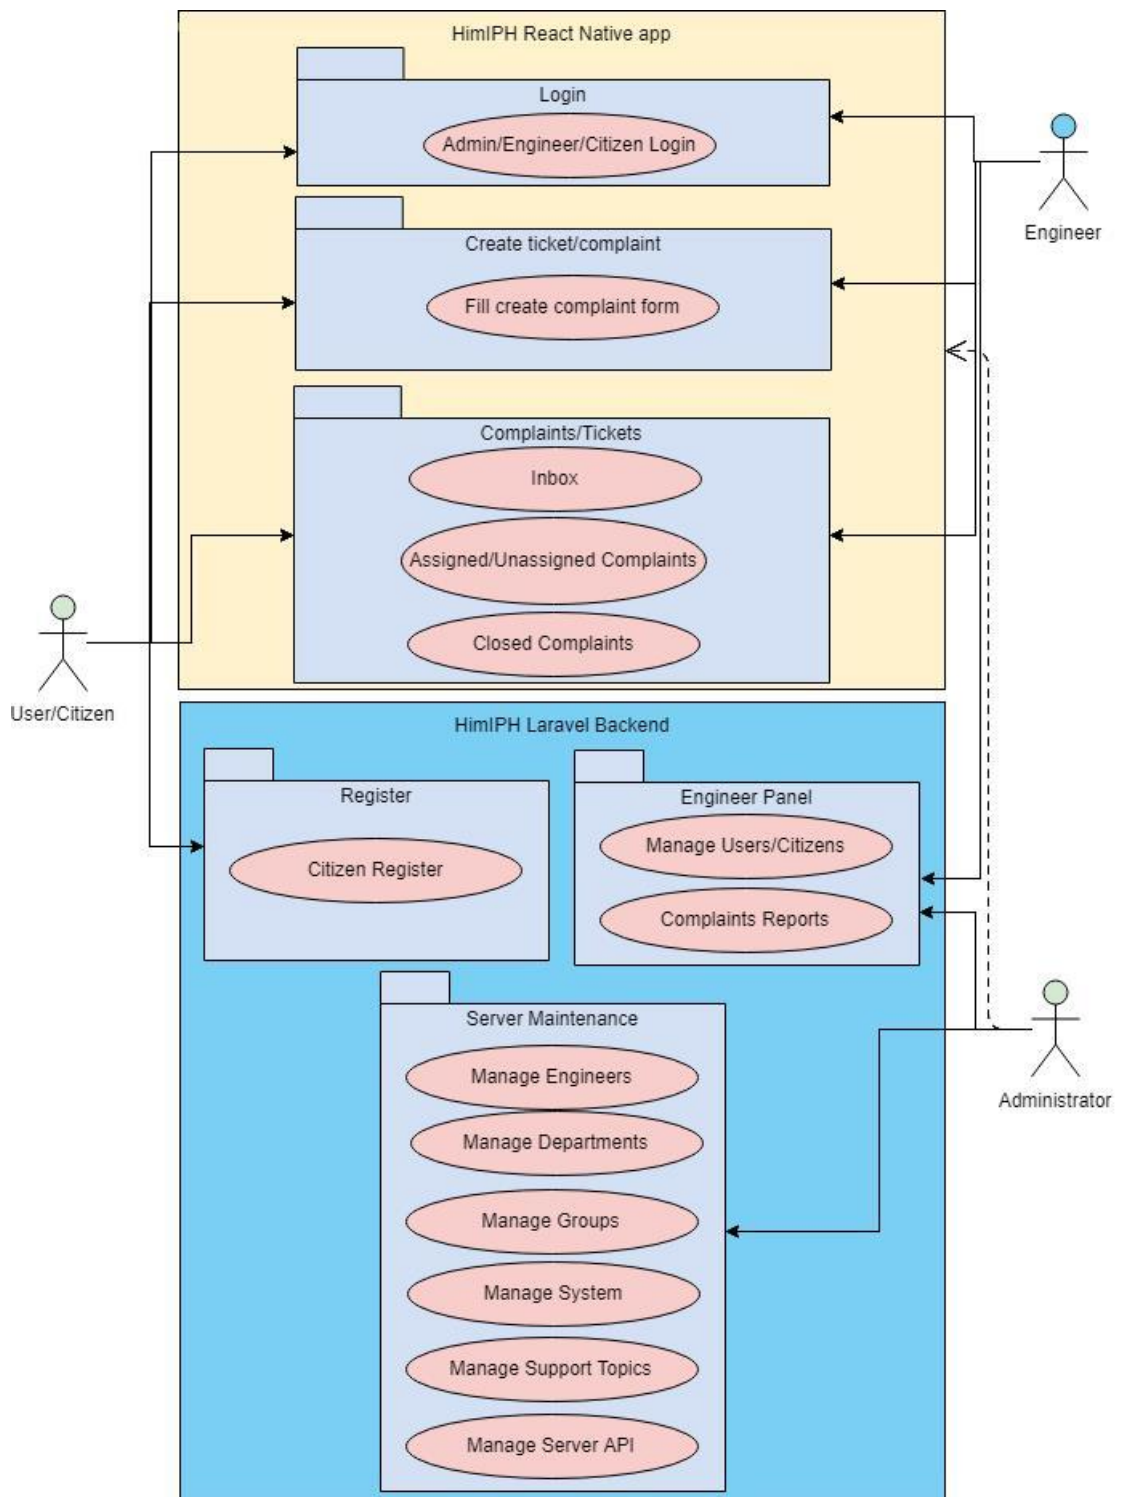 HimIPH React Native app
Login
Admin/Engineer/Citizen Login
Engineer
Create ticket/complaint
Fill create complaint form
Complaints/Tickets
Inbox
Assigned/Unassigned Complaints
Closed Complaints
User/Citizen
HimIPH Laravel Backend
Register
Citizen Register
Engineer Panel
Manage Users/Citizens
Complaints Reports
Server Maintenance
Manage Engineers
Manage Departments
Manage Groups
Manage System
Manage Support Topics
Manage Server API
Administrator